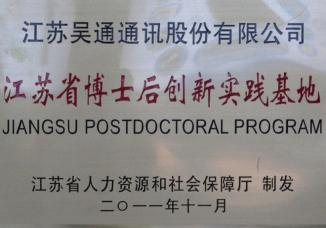 江苏吴通通讯股份有限公司
江苏省博士后创新实践基地
JIANGSU POSTDOCTORAL PROGRAM
江苏省人力资源和社会保障厅 制发
二〇一一年十一月